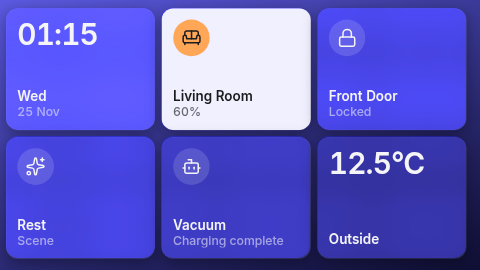 01:15
Wed
25 Nov
Living Room
60%
Front Door
Locked
Rest
Scene
Vacuum
Charging complete
12.5°C
Outside